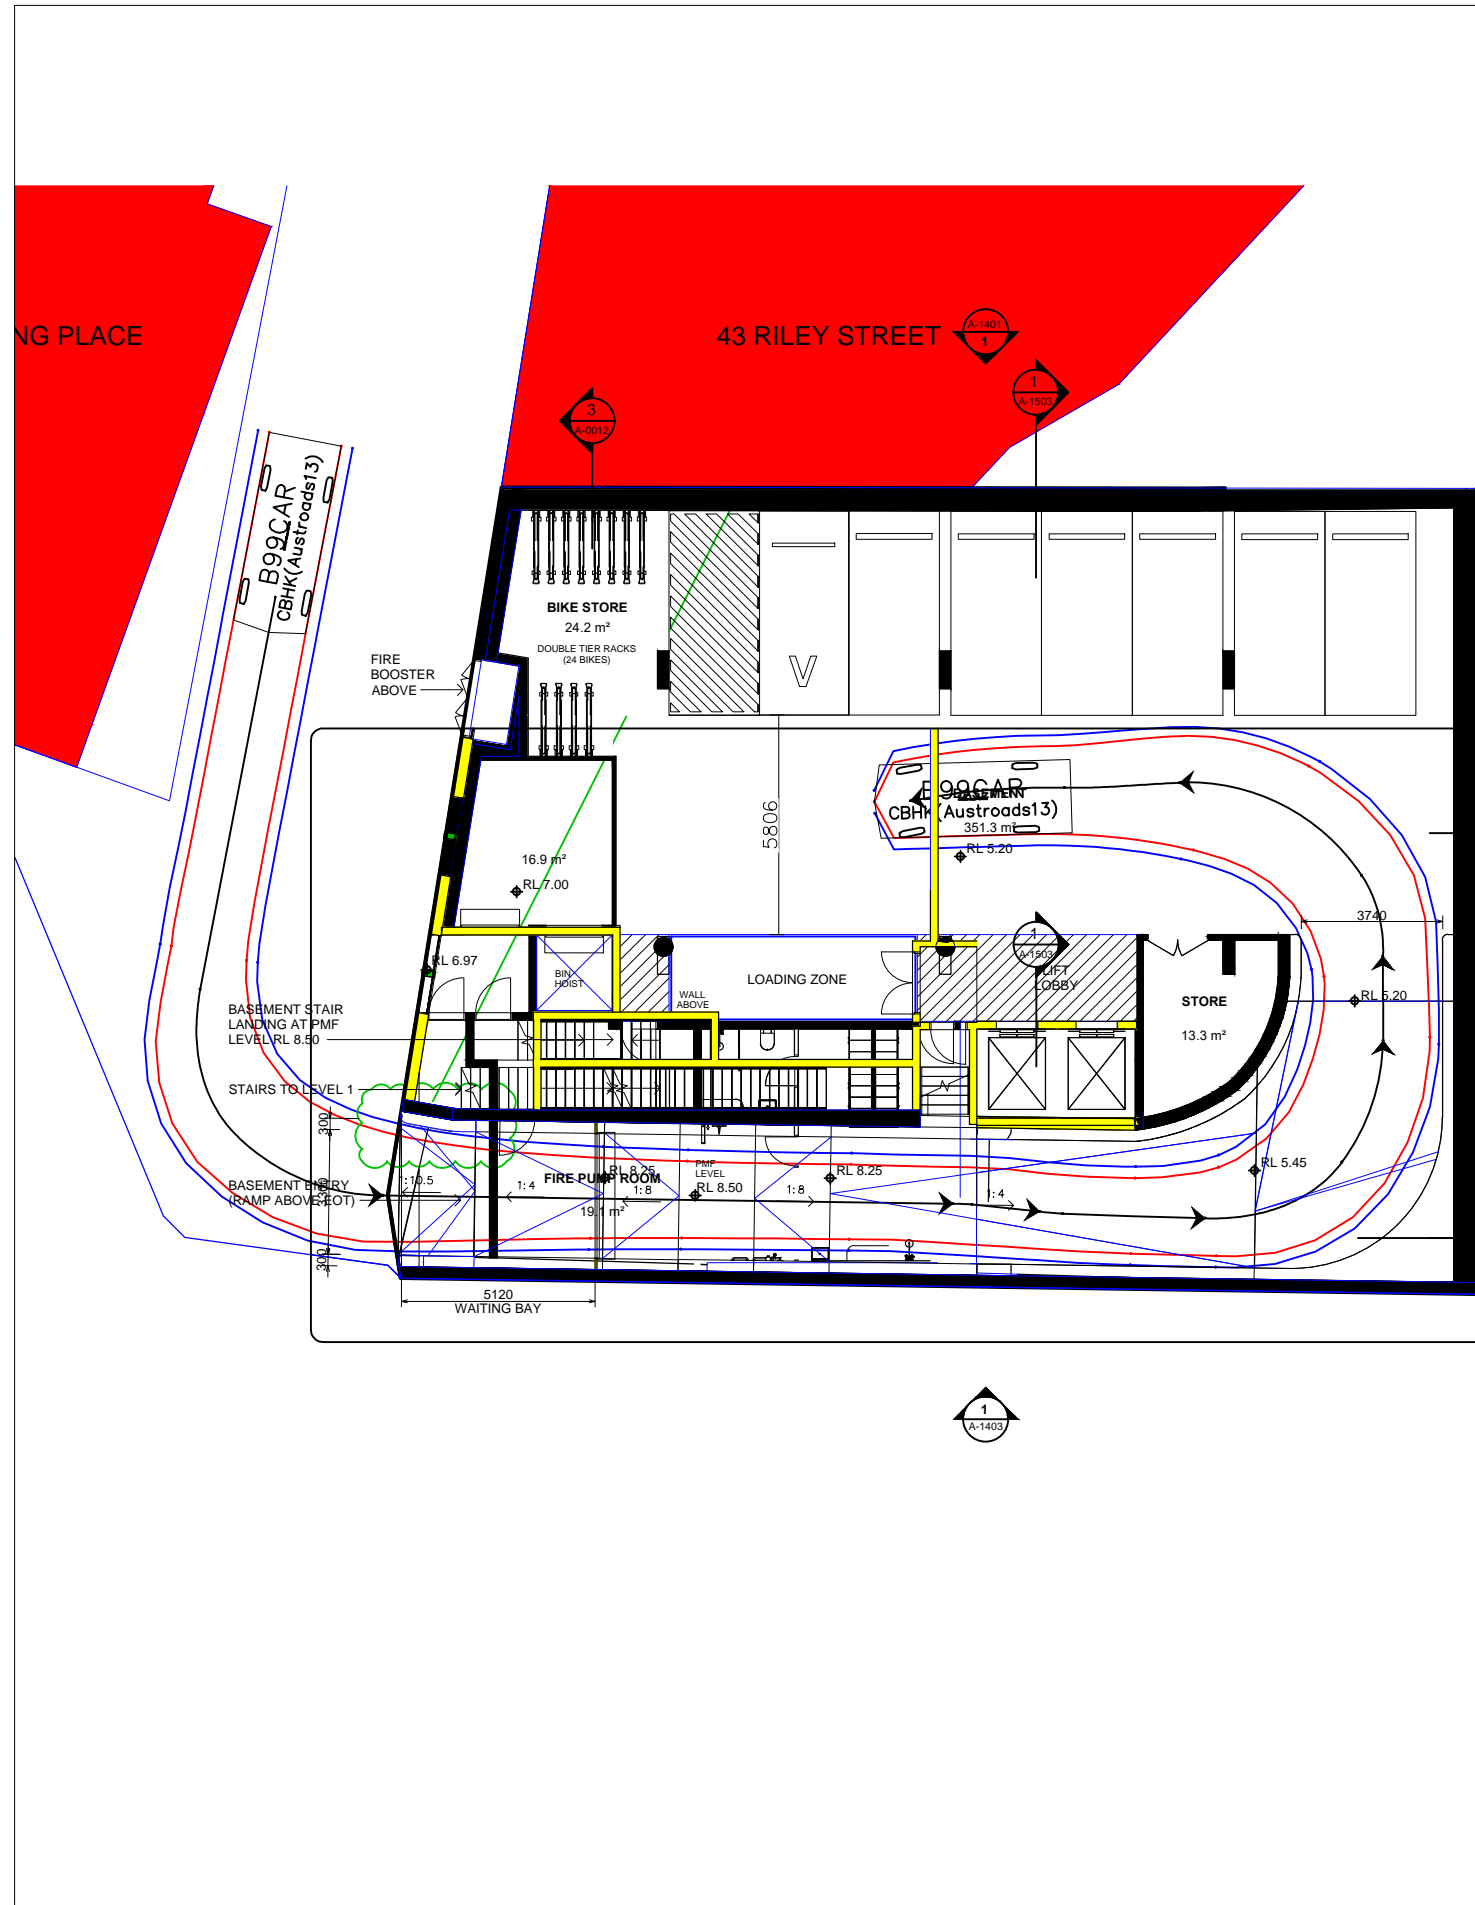 NG PLACE
43 RILEY STREET
A-1401
1
1
A-1503
3
A-0012
B99CAR
CBHK(Austroads13)
BIKE STORE
24.2 m²
DOUBLE TIER RACKS
(24 BIKES)
V
FIRE
BOOSTER
ABOVE
5806
B99CAR
BASEMENT
CBHK(Austroads13)
351.3 m²
RL 5.20
16.9 m²
RL 7.00
3740
1
A-1503
RL 6.97
BIN
HOIST
LOADING ZONE
LIFT
LOBBY
WALL
ABOVE
STORE
13.3 m²
RL 5.20
BASEMENT STAIR
LANDING AT PMF
LEVEL RL 8.50
STAIRS TO LEVEL 1
300
BASEMENT ENTRY
(RAMP ABOVE EOT)
300
1:4
FIRE PUMP ROOM
19.1 m²
RL 8.25
1:8
PMF
LEVEL
RL 8.50
1:8
RL 8.25
1:4
RL 5.45
5120
WAITING BAY
1
A-1403